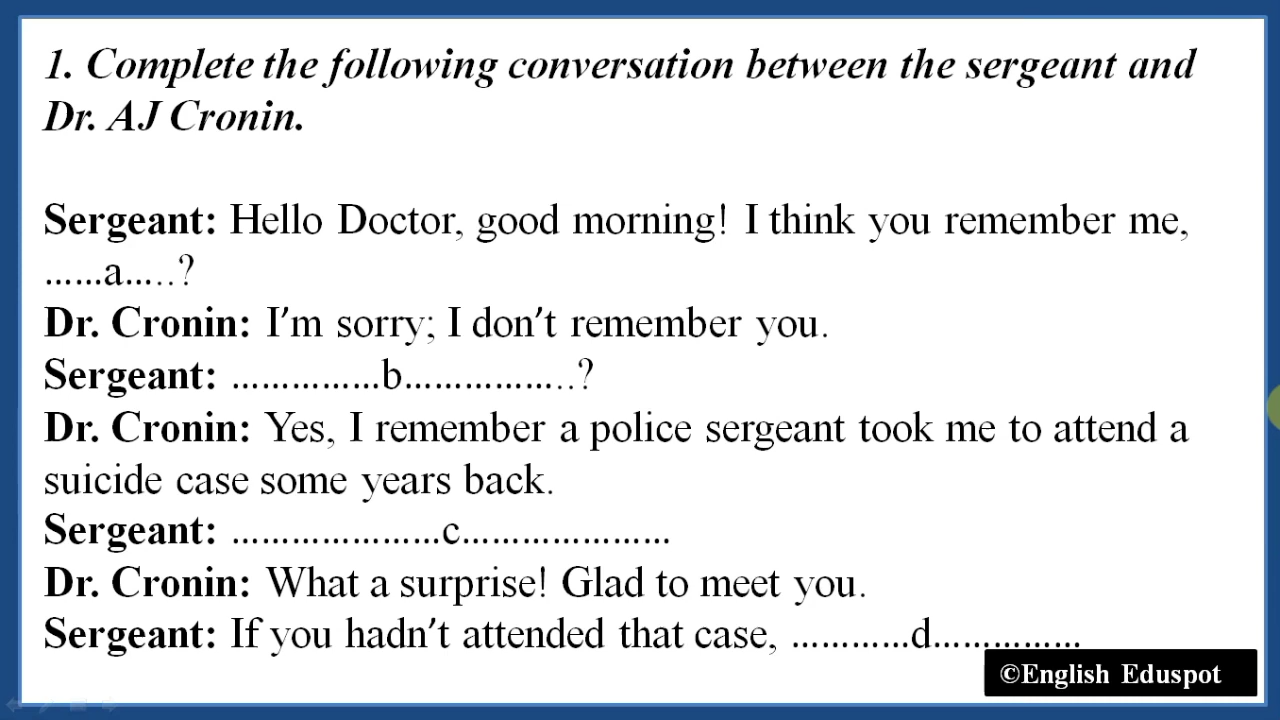 1. Complete the following conversation between the sergeant and
Dr. AJ Cronin.
Sergeant: Hello Doctor, good morning! I think you remember me,
……a…..?
Dr. Cronin: I’m sorry; I don’t remember you.
Sergeant: ……………b……………..?
Dr. Cronin: Yes, I remember a police sergeant took me to attend a
suicide case some years back.
Sergeant: …………………c…………………
Dr. Cronin: What a surprise! Glad to meet you.
Sergeant: If you hadn’t attended that case, …………d……………
©English Eduspot